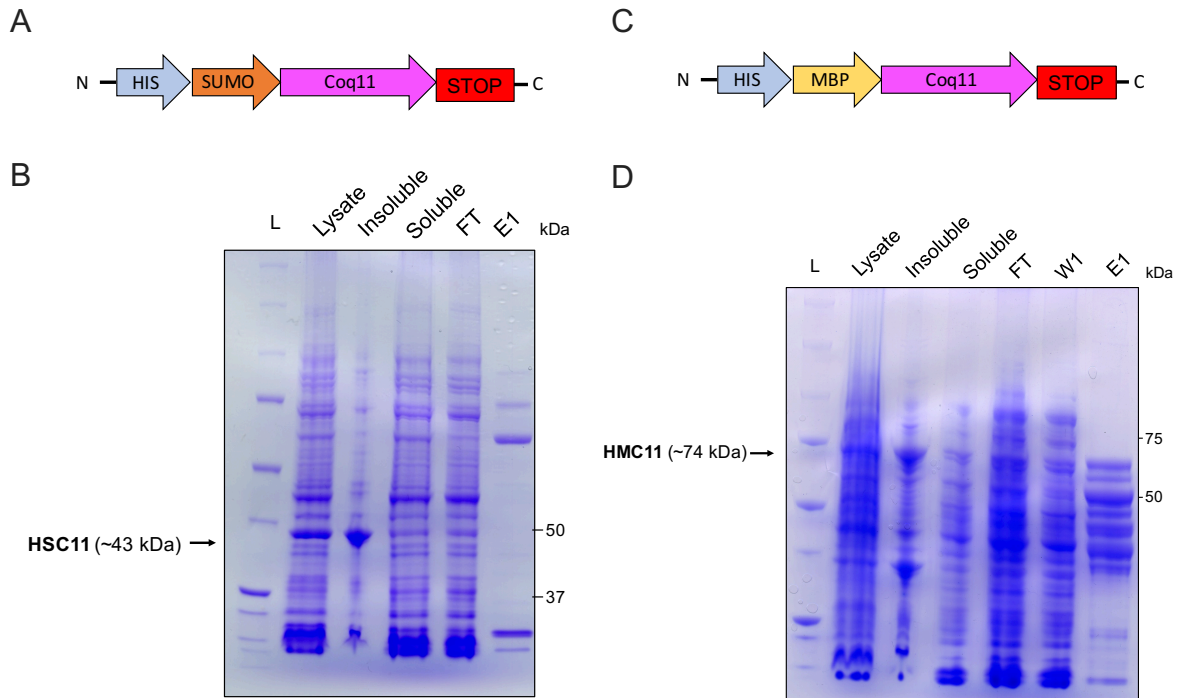 A
N HIS SUMO Coq11 STOP C
B
L Lysate Insoluble Soluble FT E1 kDa
50
HSC11 (~43 kDa)
37
C
N HIS MBP Coq11 STOP C
D
L Lysate Insoluble Soluble FT W1 E1 kDa
75
HMC11 (~74 kDa)
50